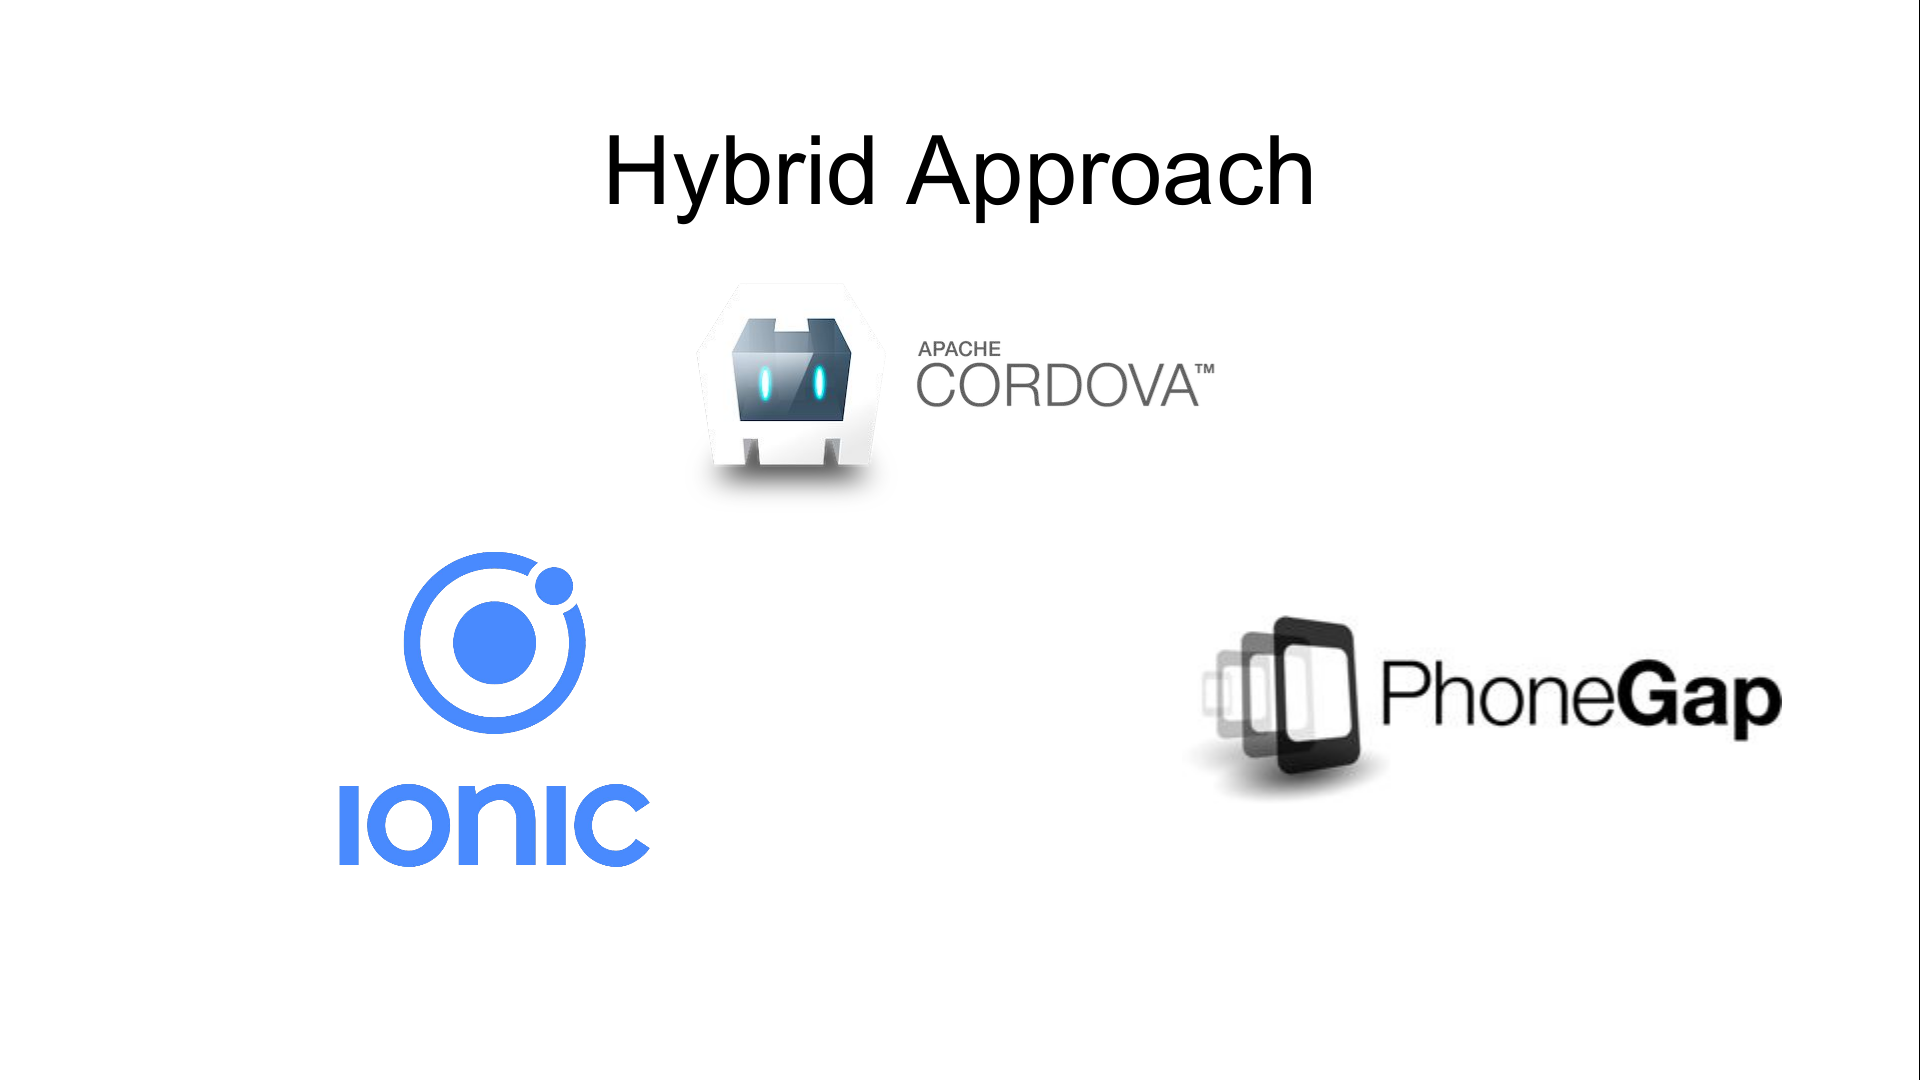 Hybrid Approach
APACHE
CORDOVA™
ionic
PhoneGap